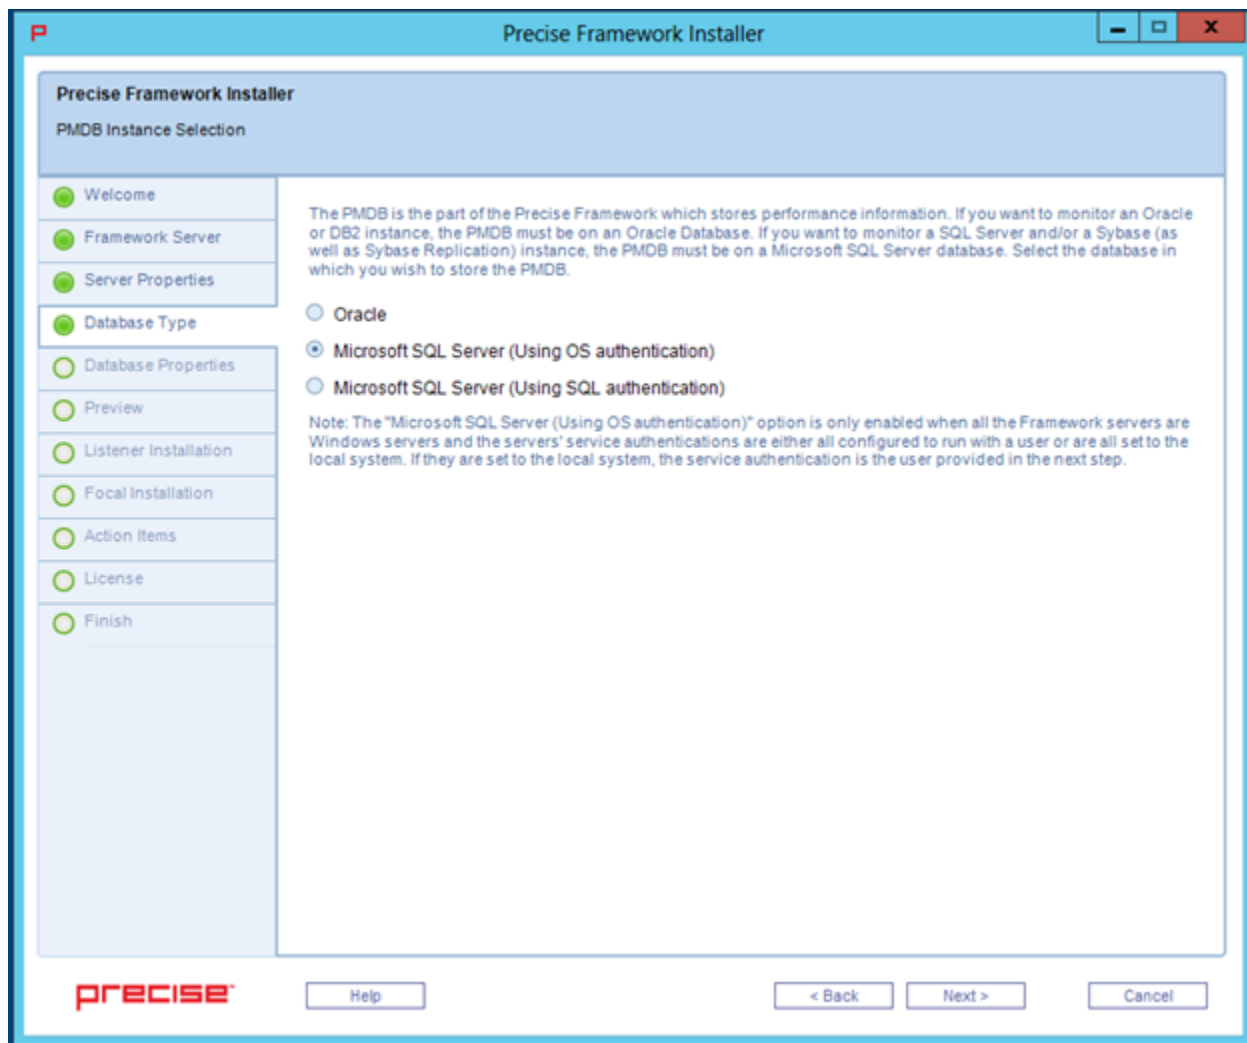 P
Precise Framework Installer
x
Precise Framework Installer
PMDB Instance Selection
Welcome
Framework Server
Server Properties
Database Type
Database Properties
Preview
Listener Installation
Focal Installation
Action Items
License
Finish
The PMDB is the part of the Precise Framework which stores performance information. If you want to monitor an Oracle
or DB2 instance, the PMDB must be on an Oracle Database. If you want to monitor a SQL Server and/or a Sybase (as
well as Sybase Replication) instance, the PMDB must be on a Microsoft SQL Server database. Select the database in
which you wish to store the PMDB.
Oracle
Microsoft SQL Server (Using OS authentication)
Microsoft SQL Server (Using SQL authentication)
Note: The "Microsoft SQL Server (Using OS authentication)" option is only enabled when all the Framework servers are
Windows servers and the servers' service authentications are either all configured to run with a user or are all set to the
local system. If they are set to the local system, the service authentication is the user provided in the next step.
precise™
Help
< Back
Next >
Cancel